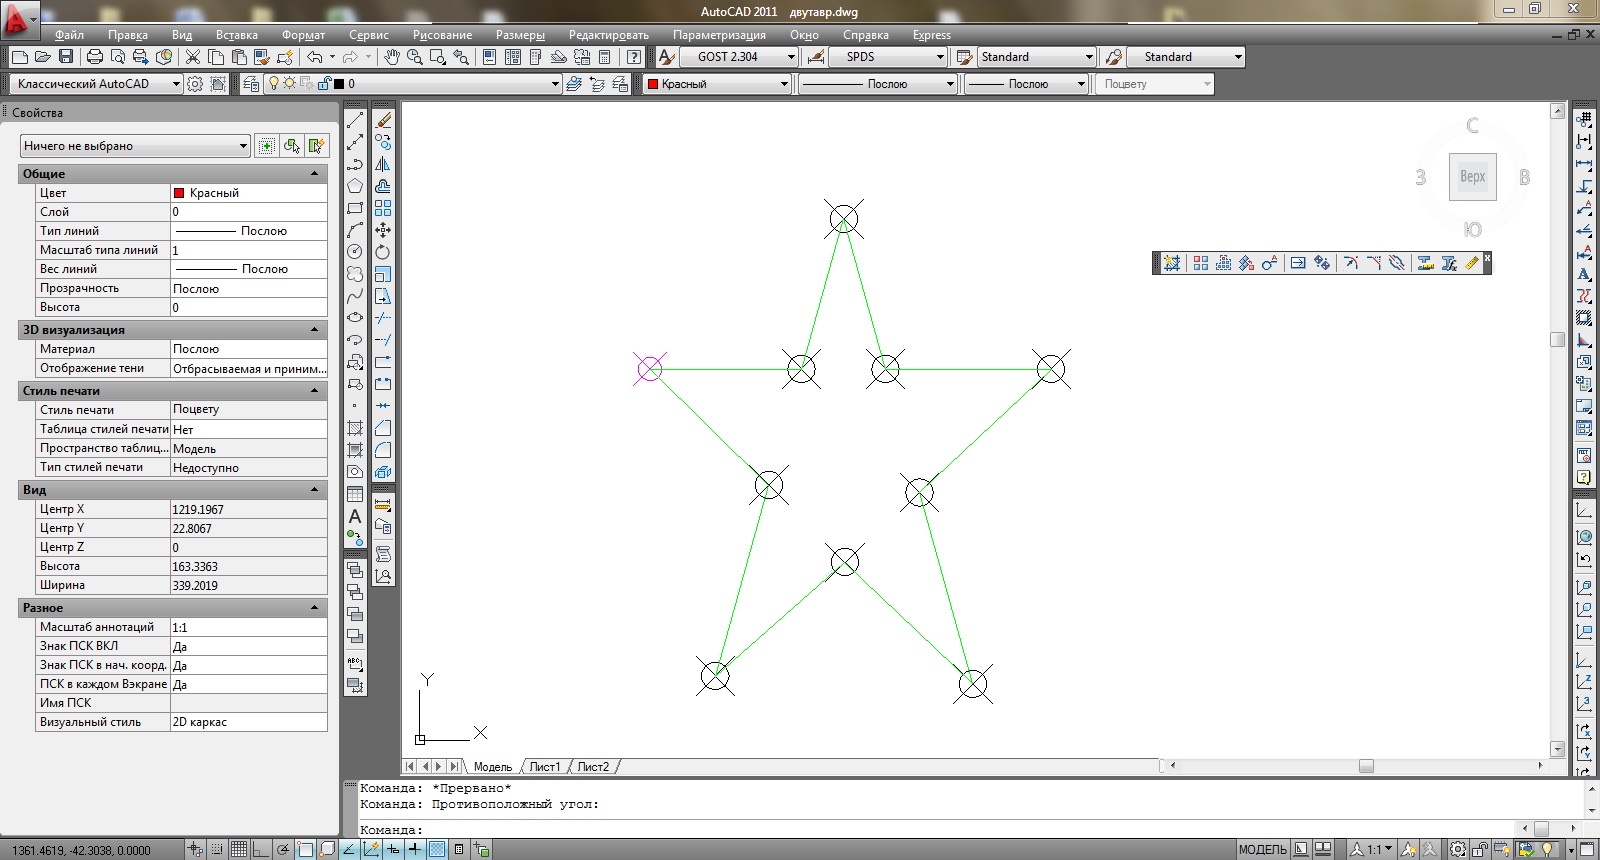 AutoCAD 2011 двутавр.dwg
Файл Правка Вид Вставка Формат Сервис Рисование Размеры Редактировать Параметризация Окно Справка Express
GOST 2.304 SPDS Standard Standard
Классический AutoCAD 0 Красный Послою Послою Поцвету
Свойства
Ничего не выбрано
Общие
Цвет Красный
Слой 0
Тип линий Послою
Масштаб типа линий 1
Вес линий Послою
Прозрачность Послою
Высота 0
3D визуализация
Материал Послою
Отображение тени Отбрасываемая и приним...
Стиль печати
Стиль печати Поцвету
Таблица стилей печати Нет
Пространство таблиц... Модель
Тип стилей печати Недоступно
Вид
Центр X 1219.1967
Центр Y 22.8067
Центр Z 0
Высота 163.3363
Ширина 339.2019
Разное
Масштаб аннотаций 1:1
Знак ПСК ВКЛ Да
Знак ПСК в нач. коорд. Да
ПСК в каждом Вэкране Да
Имя ПСК
Визуальный стиль 2D каркас
С
З Верх В
Ю
Y
X
Модель Лист1 Лист2
Команда: *Прервано*
Команда: Противоположный угол:
Команда:
1361.4619, -42.3038, 0.0000 МОДЕЛЬ 1:1